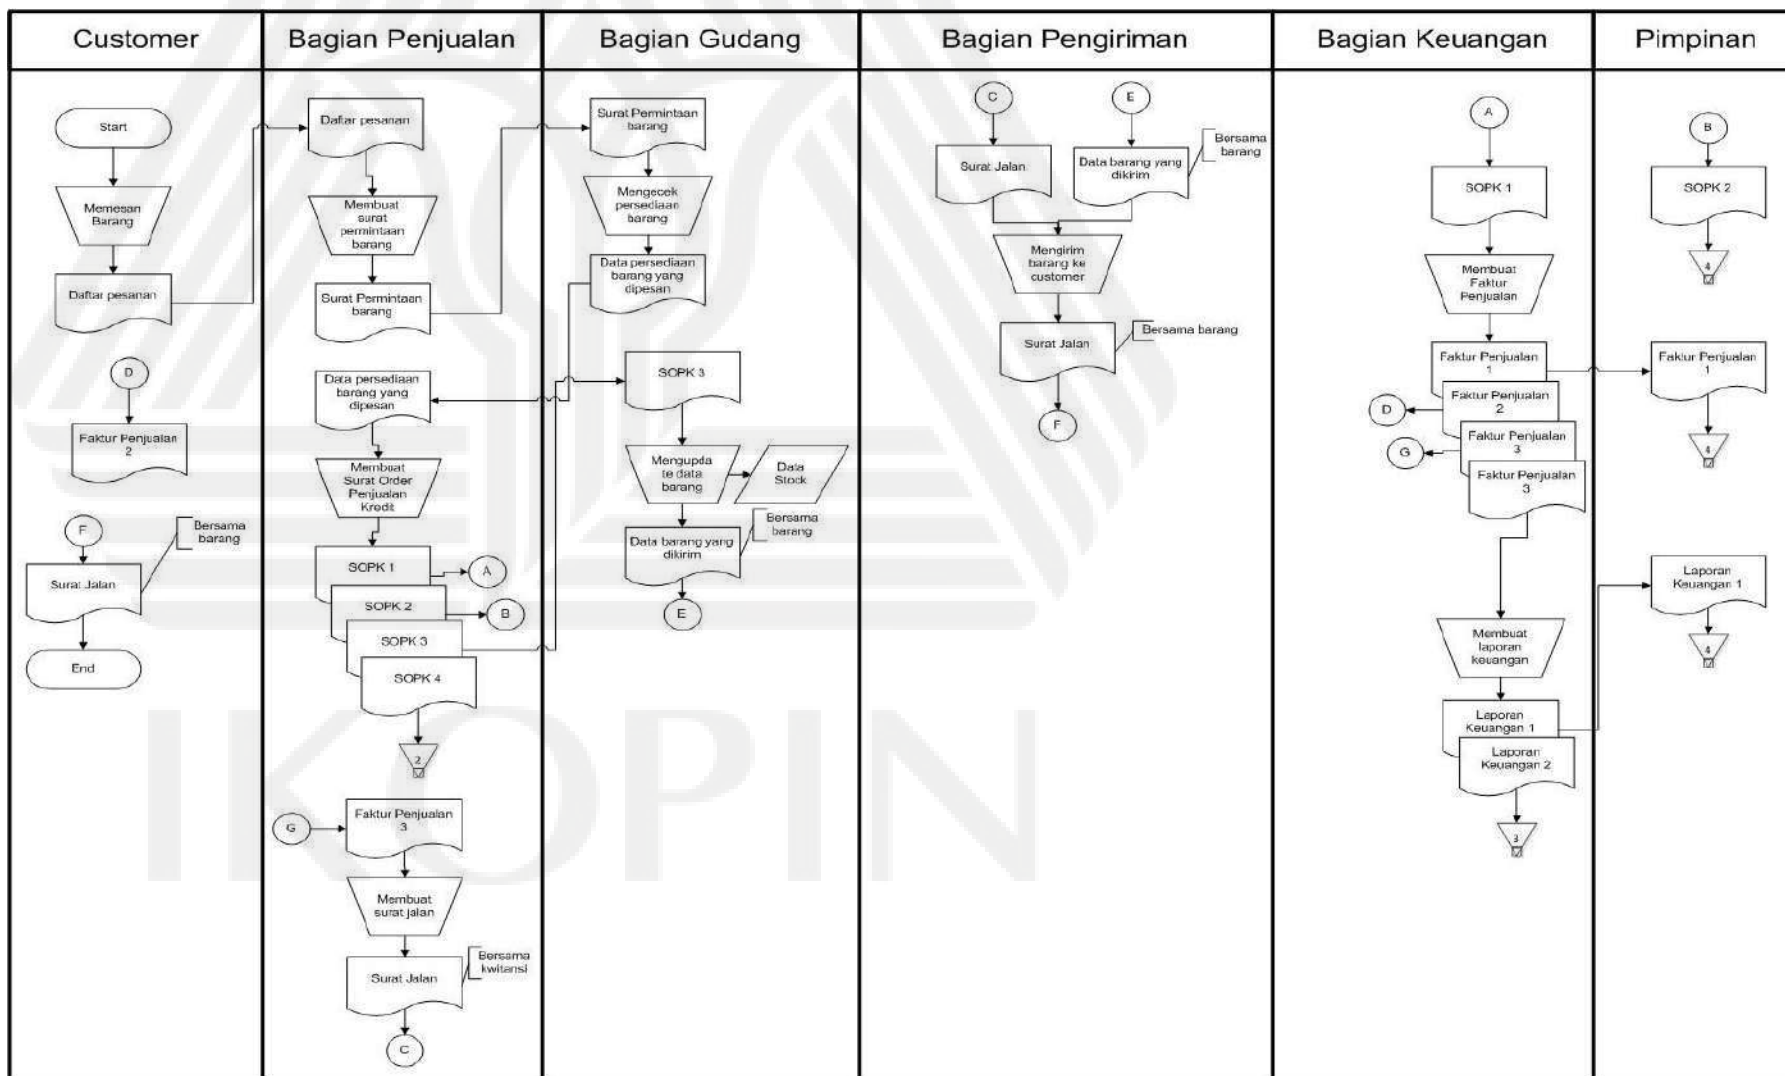 Customer
Bagian Penjualan
Bagian Gudang
Bagian Pengiriman
Bagian Keuangan
Pimpinan
Start
Memesan
Barang
Daftar pesanan
D
Faktur Penjualan
2
F
Bersama
barang
Surat Jalan
End
Daftar pesanan
Membuat
surat
permintaan
barang
Surat Permintaan
barang
Data persediaan
barang yang
dipesan
Membuat
Surat Order
Penjualan
Kredit
SOPK 1
A
SOPK 2
B
SOPK 3
SOPK 4
2
G
Faktur Penjualan
3
Membuat
surat jalan
Surat Jalan
Bersama
kwitansi
C
Surat Permintaan
barang
Mengecek
persediaan
barang
Data persediaan
barang yang
dipesan
SOPK 3
Mengupda
te data
barang
Data
Stock
Data barang yang
dikirim
Bersama
barang
E
C
E
Surat Jalan
Data barang yang
dikirim
Bersama
barang
Mengirim
barang ke
customer
Surat Jalan
Bersama barang
F
A
SOPK 1
Membuat
Faktur
Penjualan
Faktur Penjualan
1
Faktur Penjualan
2
D
Faktur Penjualan
3
G
Faktur Penjualan
3
Membuat
laporan
keuangan
Laporan
Keuangan 1
Laporan
Keuangan 2
3
B
SOPK 2
4
Faktur Penjualan
1
4
Laporan
Keuangan 1
4
IKOPIN